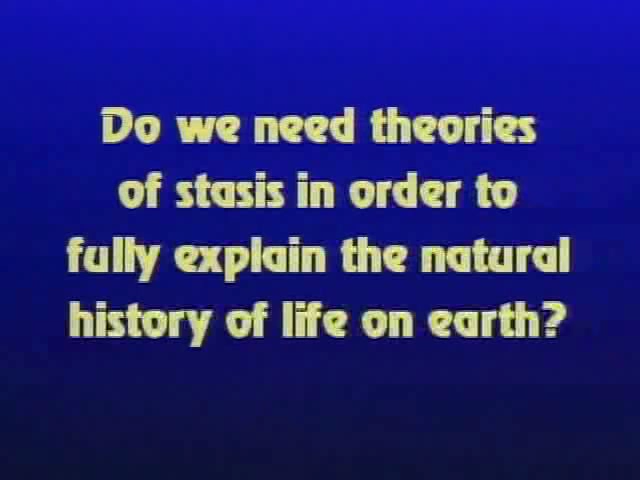 Do we need theories
of stasis in order to
fully explain the natural
history of life on earth?